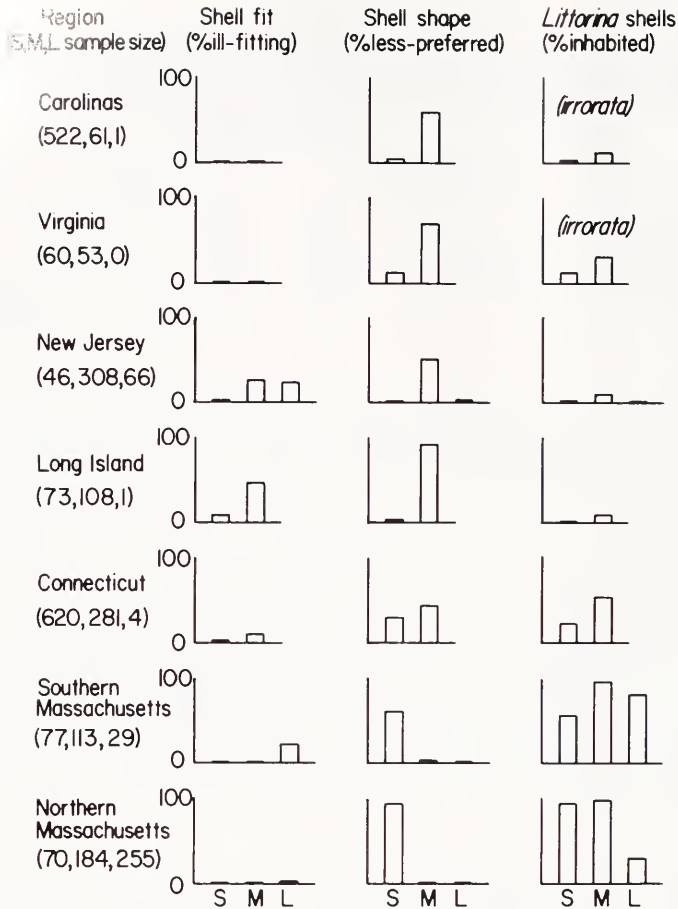 Region
(S,M,L sample size)
Shell fit
(%ill-fitting)
Shell shape
(%less-preferred)
Littorina shells
(%inhabited)
Carolinas
(522,61,1)
100
0
(irrorata)
Virginia
(60,53,0)
100
0
(irrorata)
New Jersey
(46,308,66)
100
0
Long Island
(73,108,1)
100
0
Connecticut
(620,281,4)
100
0
Southern
Massachusetts
(77,113,29)
100
0
Northern
Massachusetts
(70,184,255)
100
0
S M L
S M L
S M L